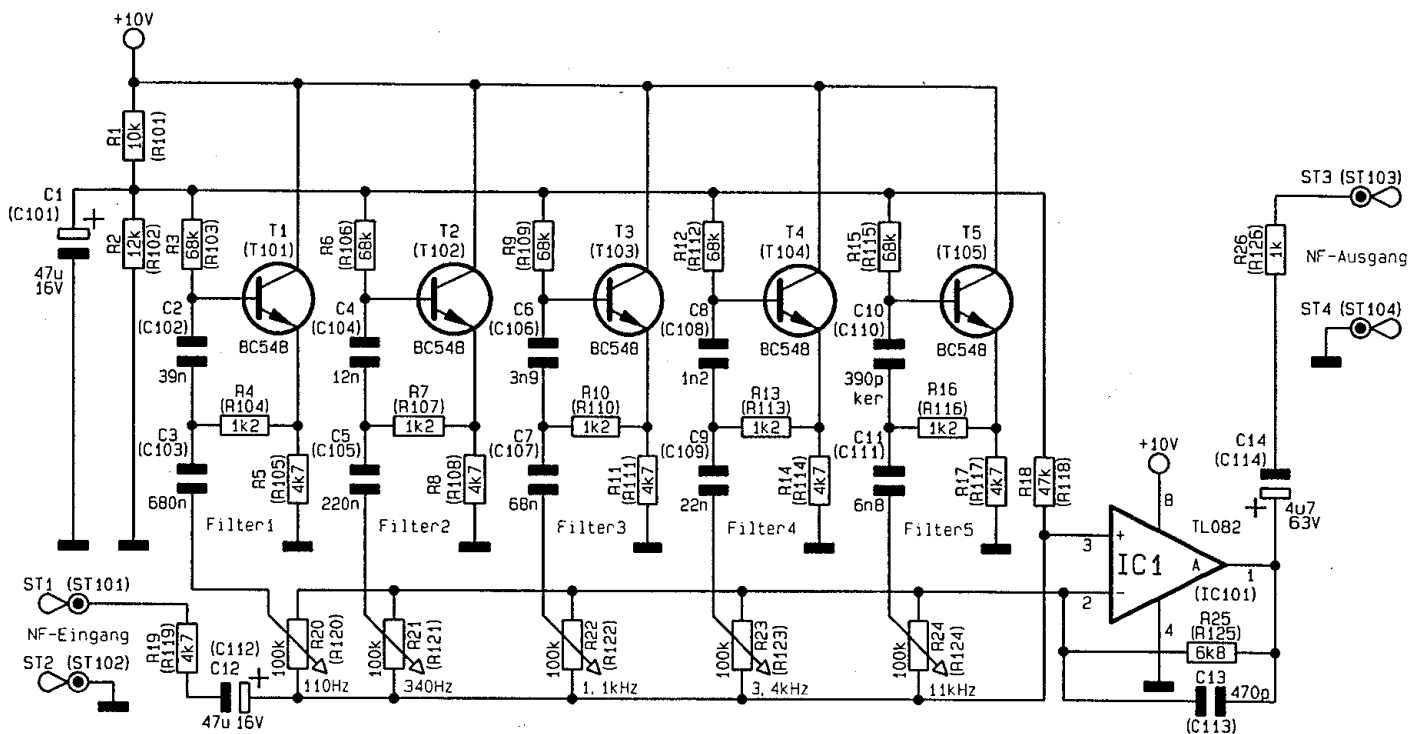 +10V
R1
10k
(R101)
C1
(C101)
+
47u
16V
R2
12k
(R102)
R3
68k
(R103)
T1
(T101)
BC548
C2
(C102)
39n
R4
(R104)
1k2
C3
(C103)
680n
R5
(R105)
4k7
Filter1
R6
(R106)
68k
T2
(T102)
BC548
C4
(C104)
12n
R7
(R107)
1k2
C5
(C105)
220n
R8
(R108)
4k7
Filter2
R9
(R109)
68k
T3
(T103)
BC548
C6
(C106)
3n9
R10
(R110)
1k2
C7
(C107)
68n
R11
(R111)
4k7
Filter3
R12
(R112)
68k
T4
(T104)
BC548
C8
(C108)
1n2
R13
(R113)
1k2
C9
(C109)
22n
R14
(R114)
4k7
Filter4
R15
(R115)
68k
T5
(T105)
BC548
C10
(C110)
390p
ker
R16
(R116)
1k2
C11
(C111)
6n8
R17
(R117)
4k7
Filter5
R18
47k
(R118)
ST3 (ST103)
R26
(R126)
1k
NF-Ausgang
ST4 (ST104)
C14
(C114)
+
4u7
63V
+10V
8
TL082
3
+
IC1
A
1
2
-
(IC101)
4
R25
(R125)
6k8
C13
470p
(C113)
ST1 (ST101)
NF-Eingang
ST2 (ST102)
R19
(R119)
4k7
(C112)
C12
+
47u 16V
100k
R20
(R120)
110Hz
100k
R21
(R121)
340Hz
100k
R22
(R122)
1,1kHz
100k
R23
(R123)
3,4kHz
100k
R24
(R124)
11kHz